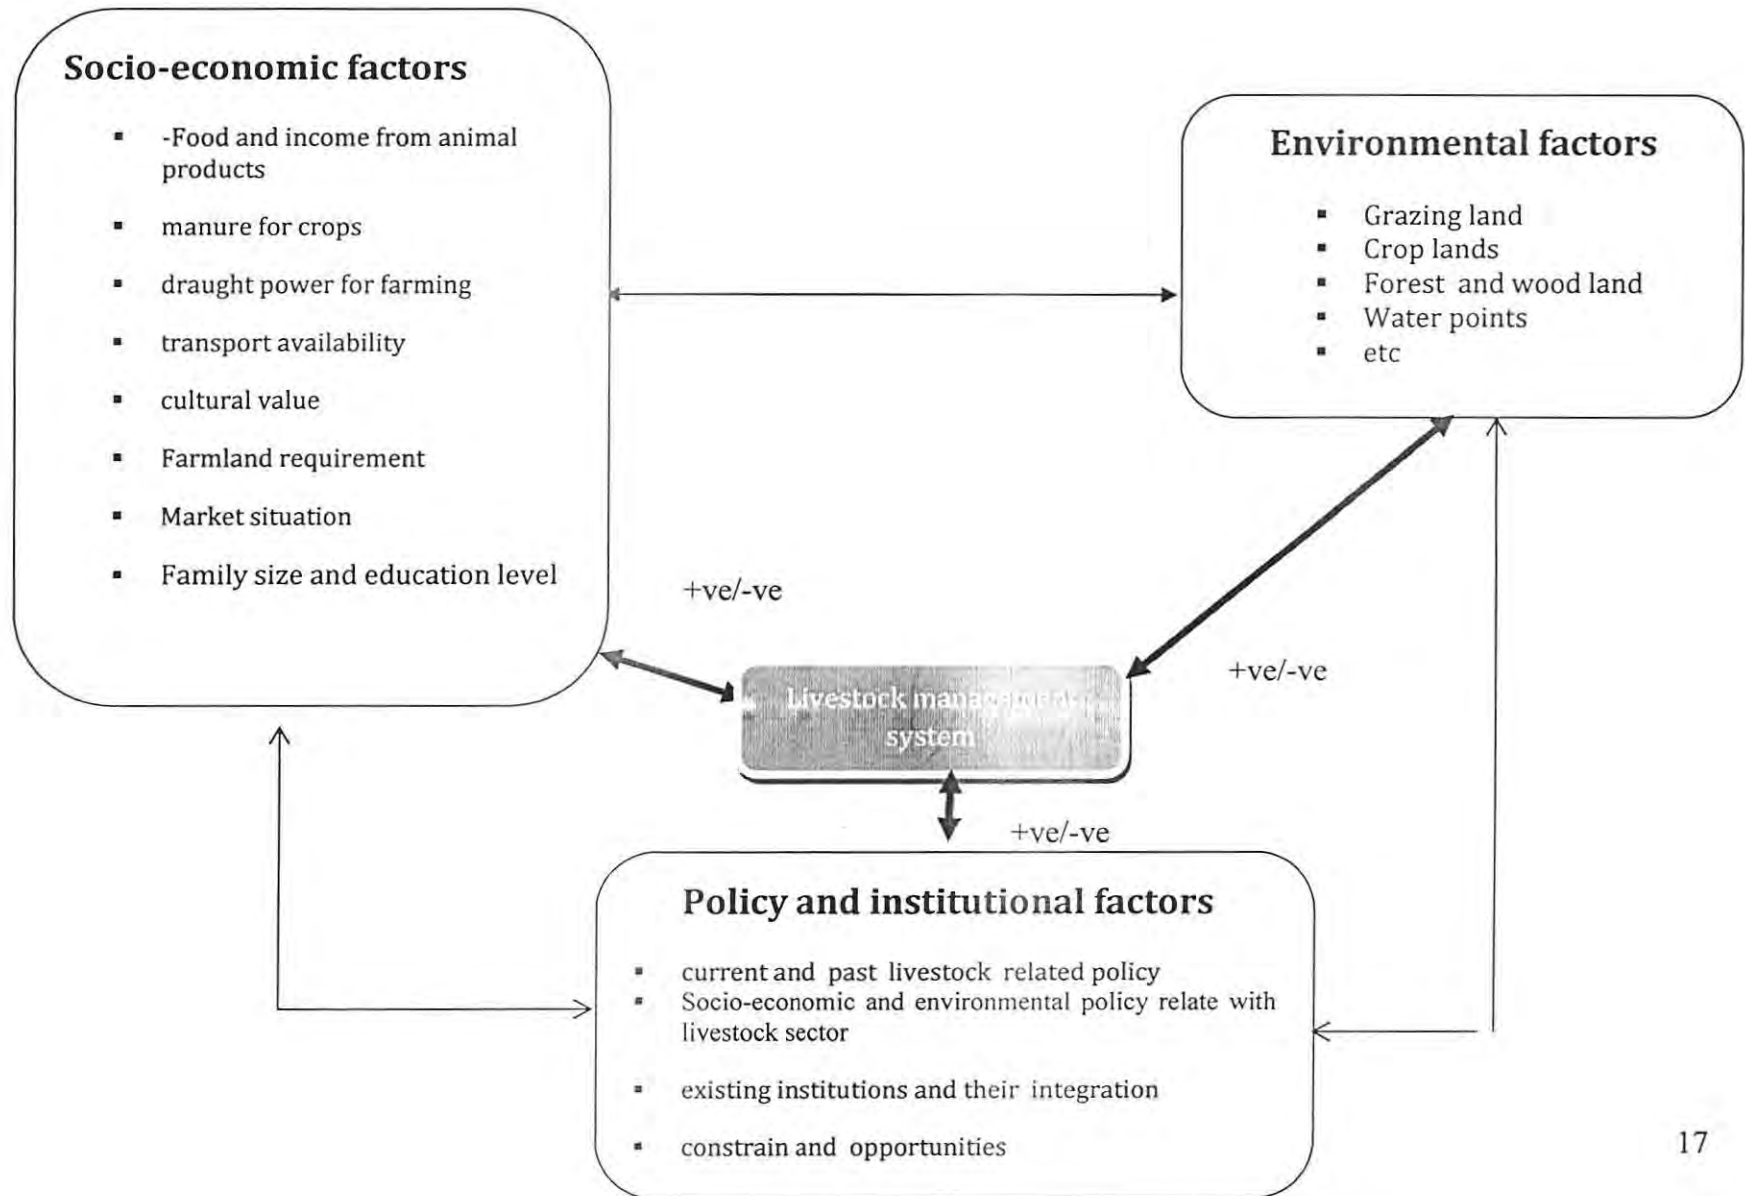 Socio-economic factors
▪ -Food and income from animal
products
▪ manure for crops
▪ draught power for farming
▪ transport availability
▪ cultural value
▪ Farmland requirement
▪ Market situation
▪ Family size and education level
Environmental factors
▪ Grazing land
▪ Crop lands
▪ Forest and wood land
▪ Water points
▪ etc
+ve/-ve
+ve/-ve
Livestock management
system
+ve/-ve
Policy and institutional factors
▪ current and past livestock related policy
▪ Socio-economic and environmental policy relate with
livestock sector
▪ existing institutions and their integration
▪ constrain and opportunities
17